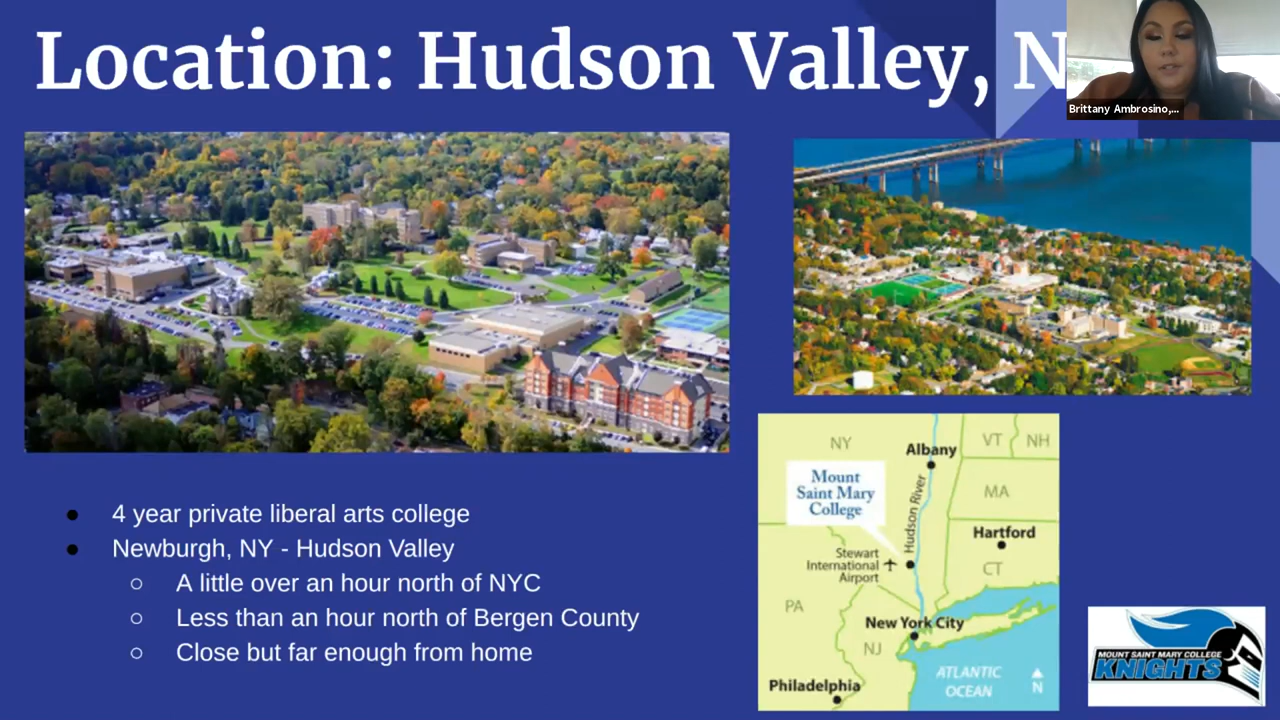 Location: Hudson Valley, N
Brittany Ambrosino,...
4 year private liberal arts college
Newburgh, NY - Hudson Valley
A little over an hour north of NYC
Less than an hour north of Bergen County
Close but far enough from home
NY
VT
NH
Albany
Mount
Saint Mary
College
Hudson River
MA
Hartford
Stewart
International
Airport
CT
PA
New York City
NJ
ATLANTIC
OCEAN
N
Philadelphia
MOUNT SAINT MARY COLLEGE
KNIGHTS